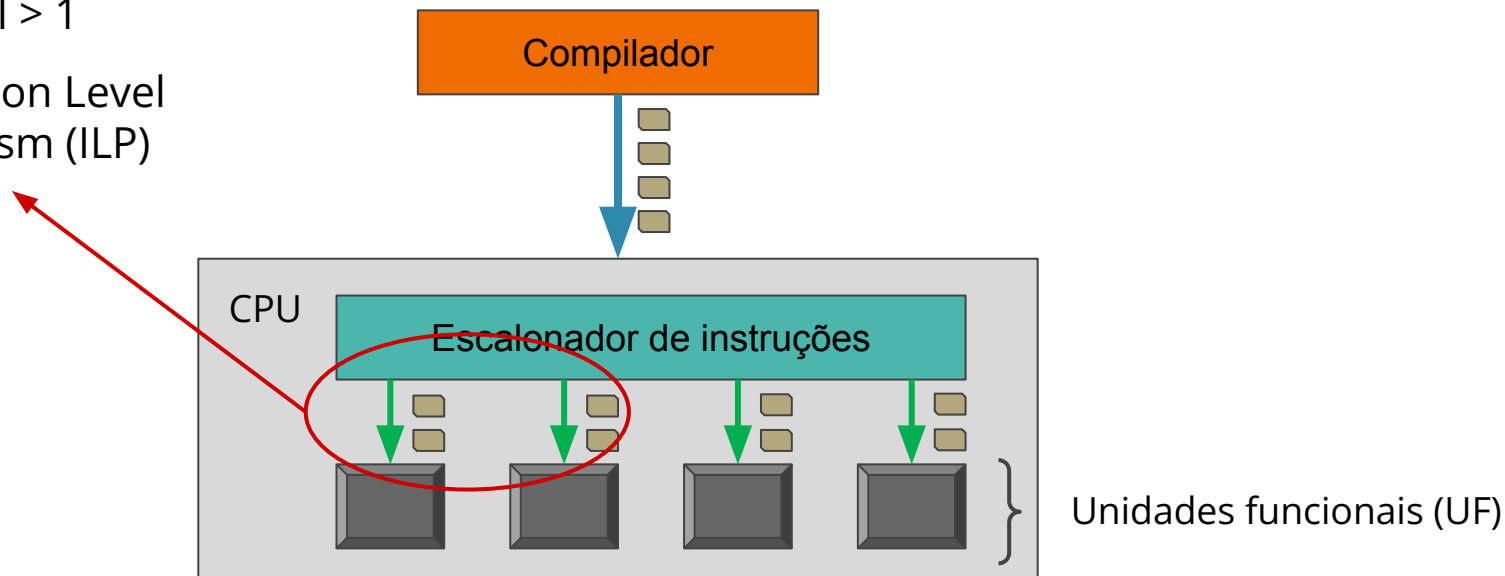 > 1
on Level
sm (ILP)
Compilador
CPU
Escalonador de instruções
Unidades funcionais (UF)